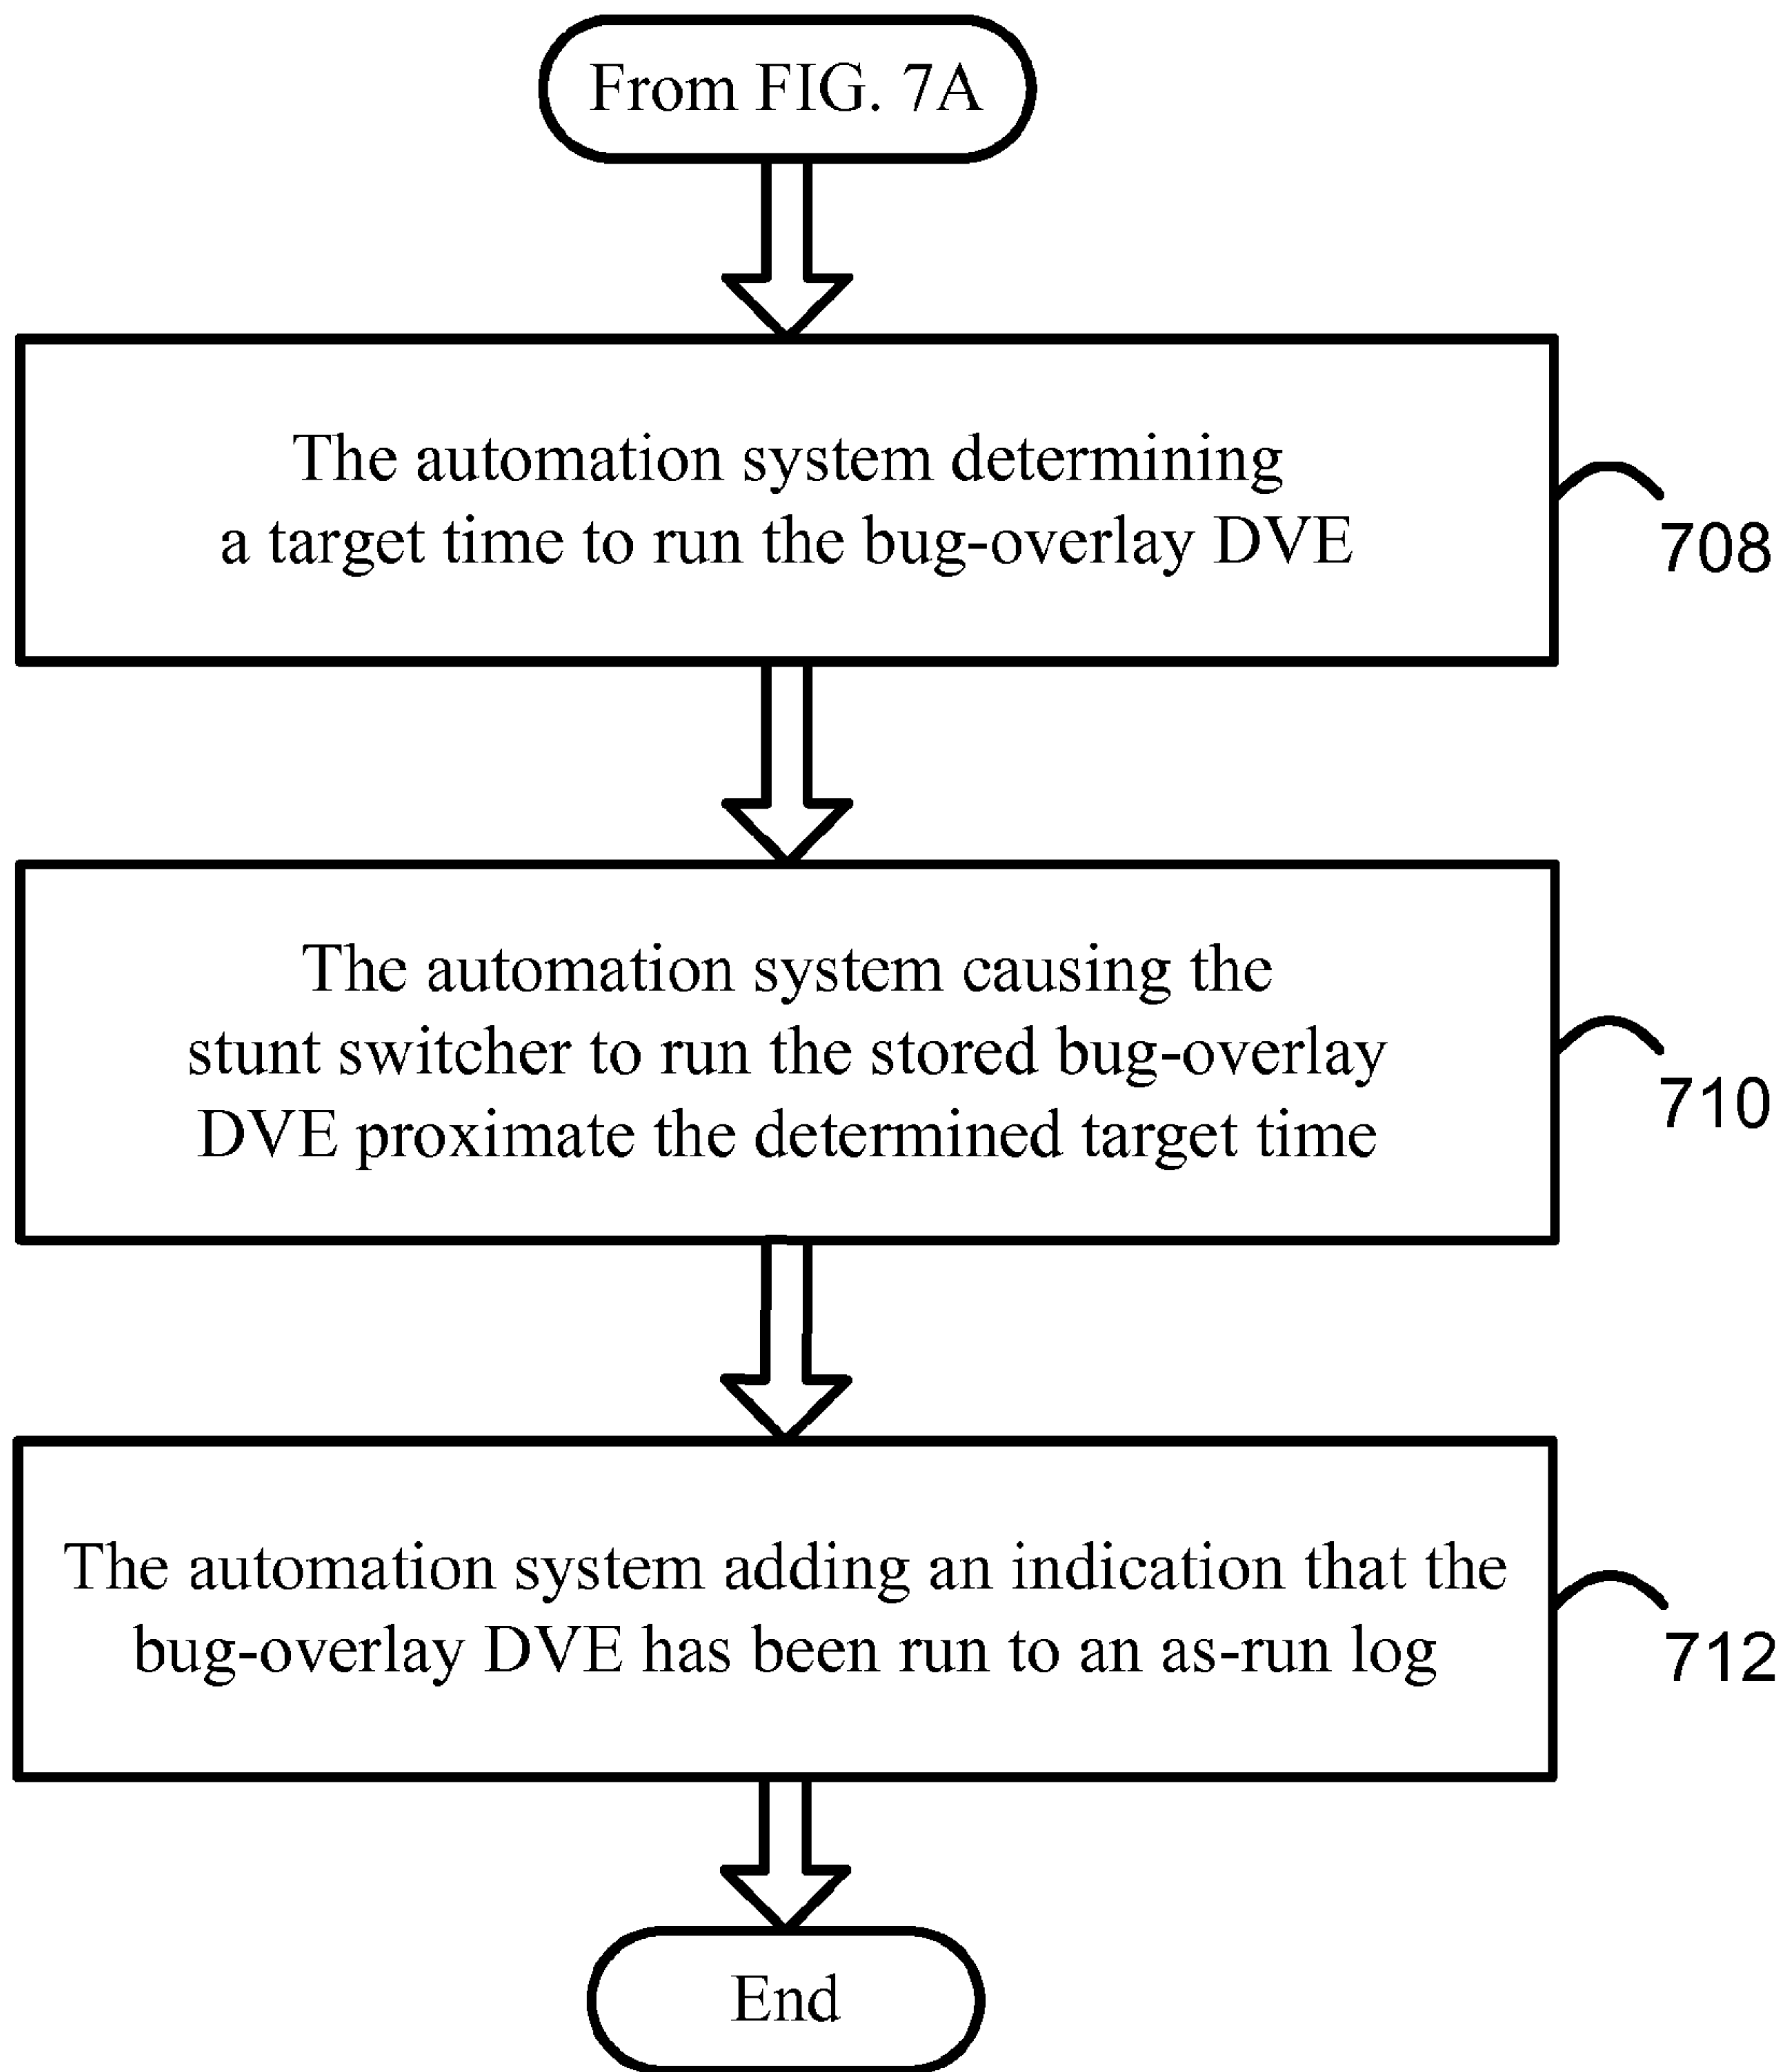 From FIG. 7A
The automation system determining
a target time to run the bug-overlay DVE
708
The automation system causing the
stunt switcher to run the stored bug-overlay
DVE proximate the determined target time
710
The automation system adding an indication that the
bug-overlay DVE has been run to an as-run log
712
End